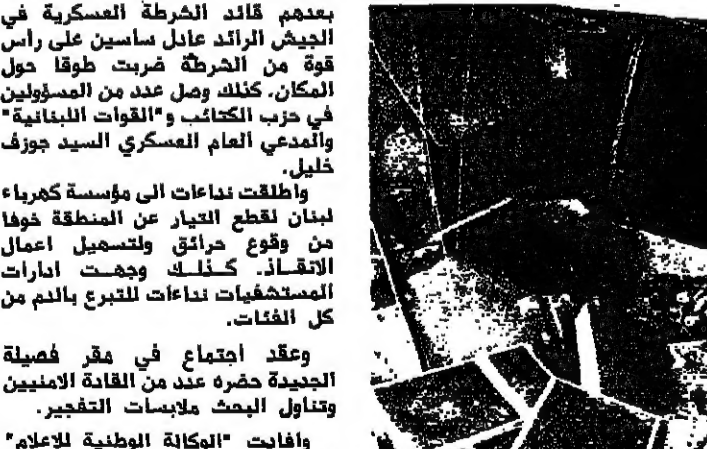 بعدهم قائد الشرطة العسكرية في
الجيش الرائد عادل ساسين على رأس
قوة من الشرطة ضربت طوقا حول
المكان. كذلك وصل عدد من المسؤولين
في حزب الكتائب و"القوات اللبنانية"
والمدعي العام العسكري السيد جوزف
خليل.
واطلقت نداءات الى مؤسسة كهرباء
لبنان لقطع التيار عن المنطقة خوفا
من وقوع حرائق ولتسهيل اعمال
الانقــاذ. كــذلــك وجهــت ادارات
المستشفيات نداءات للتبرع بالدم من
كل الفئات.
وعقد اجتماع في مقر فصيلة
الجديدة حضره عدد من القادة الامنيين
وتناول البحث ملابسات التفجير.
وافادت "الوكالة الوطنية للاعلام"